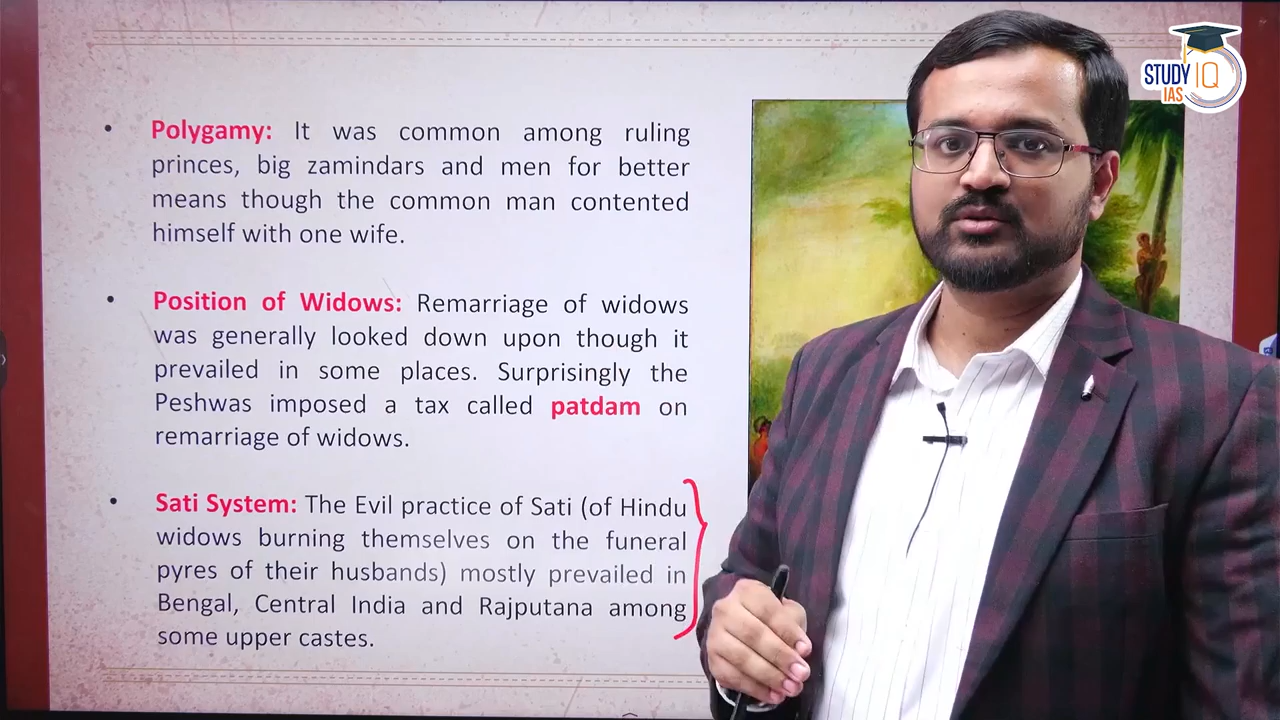 • Polygamy: It was common among ruling
princes, big zamindars and men for better
means though the common man contented
himself with one wife.
• Position of Widows: Remarriage of widows
was generally looked down upon though it
prevailed in some places. Surprisingly the
Peshwas imposed a tax called patdam on
remarriage of widows.
• Sati System: The Evil practice of Sati (of Hindu
widows burning themselves on the funeral
pyres of their husbands) mostly prevailed in
Bengal, Central India and Rajputana among
some upper castes.
STUDY IQ
IAS